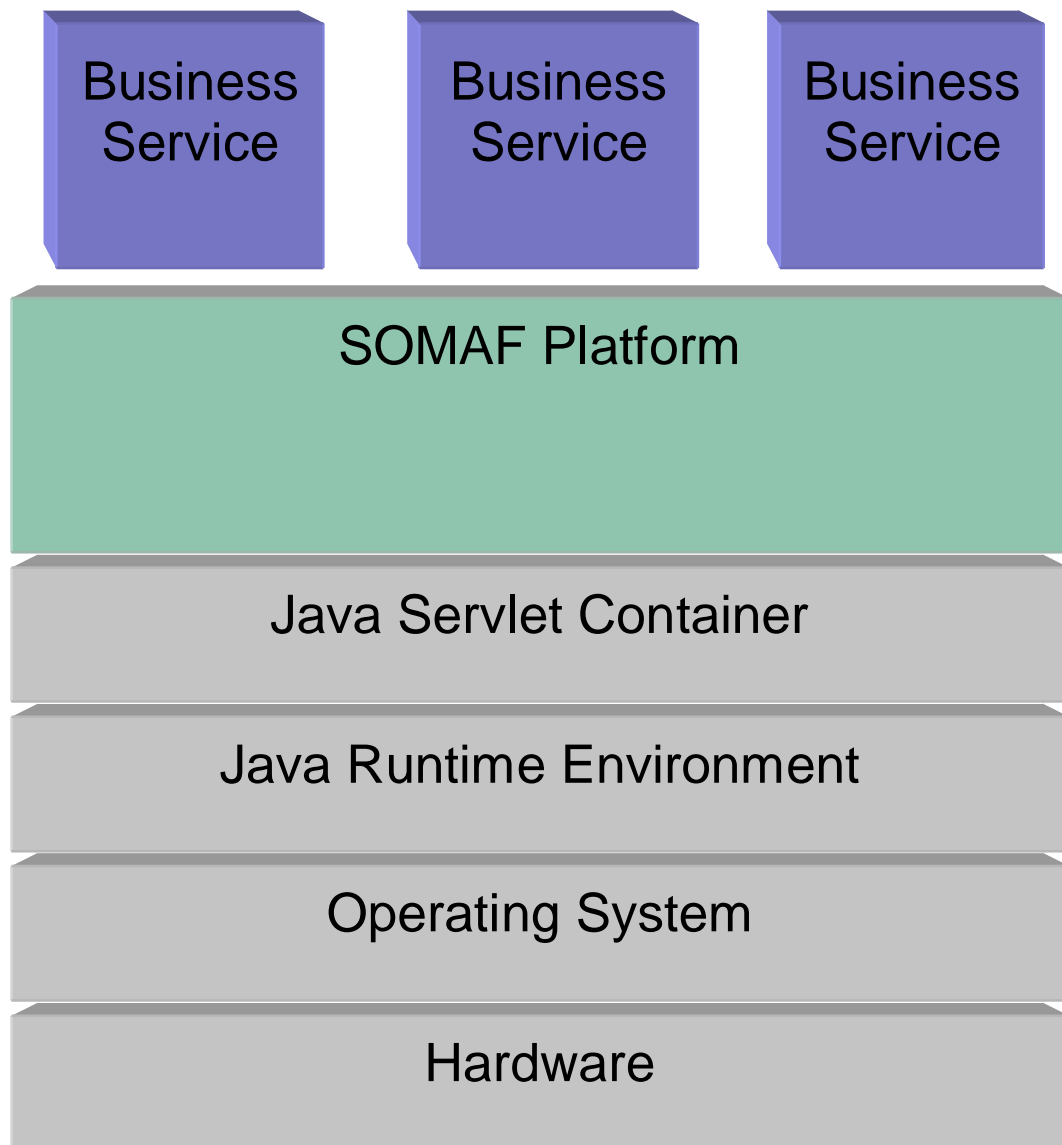 Business Business Business
Service Service Service
SOMAF Platform
Java Servlet Container
Java Runtime Environment
Operating System
Hardware